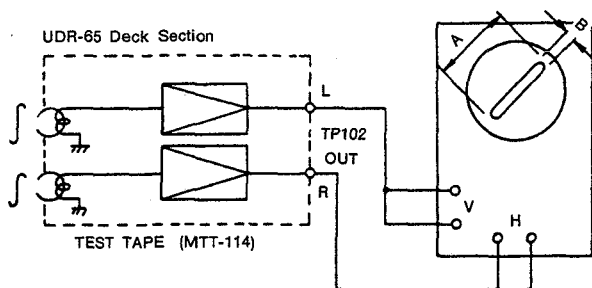 UDR-65 Deck Section
A
B
L
TP102
OUT
R
V
H
TEST TAPE (MTT-114)